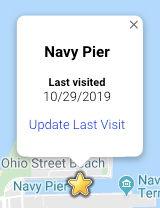 Navy Pier
Last visited
10/29/2019
Update Last Visit
Ohio Street Beach
Navy Pier
Navy
Terr